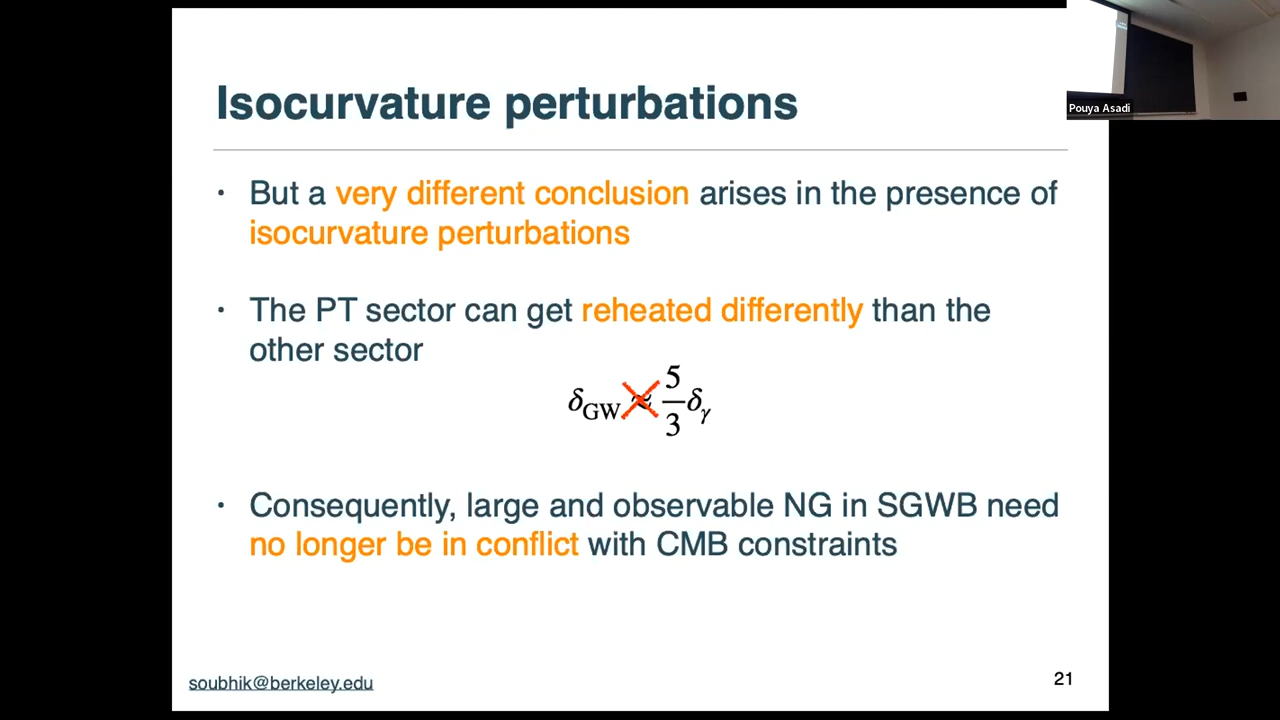 Isocurvature perturbations
• But a very different conclusion arises in the presence of
isocurvature perturbations
• The PT sector can get reheated differently than the
other sector
δ_GW ≈ 5/3 δ_γ
• Consequently, large and observable NG in SGWB need
no longer be in conflict with CMB constraints
soubhik@berkeley.edu
21
Pouya Asadi